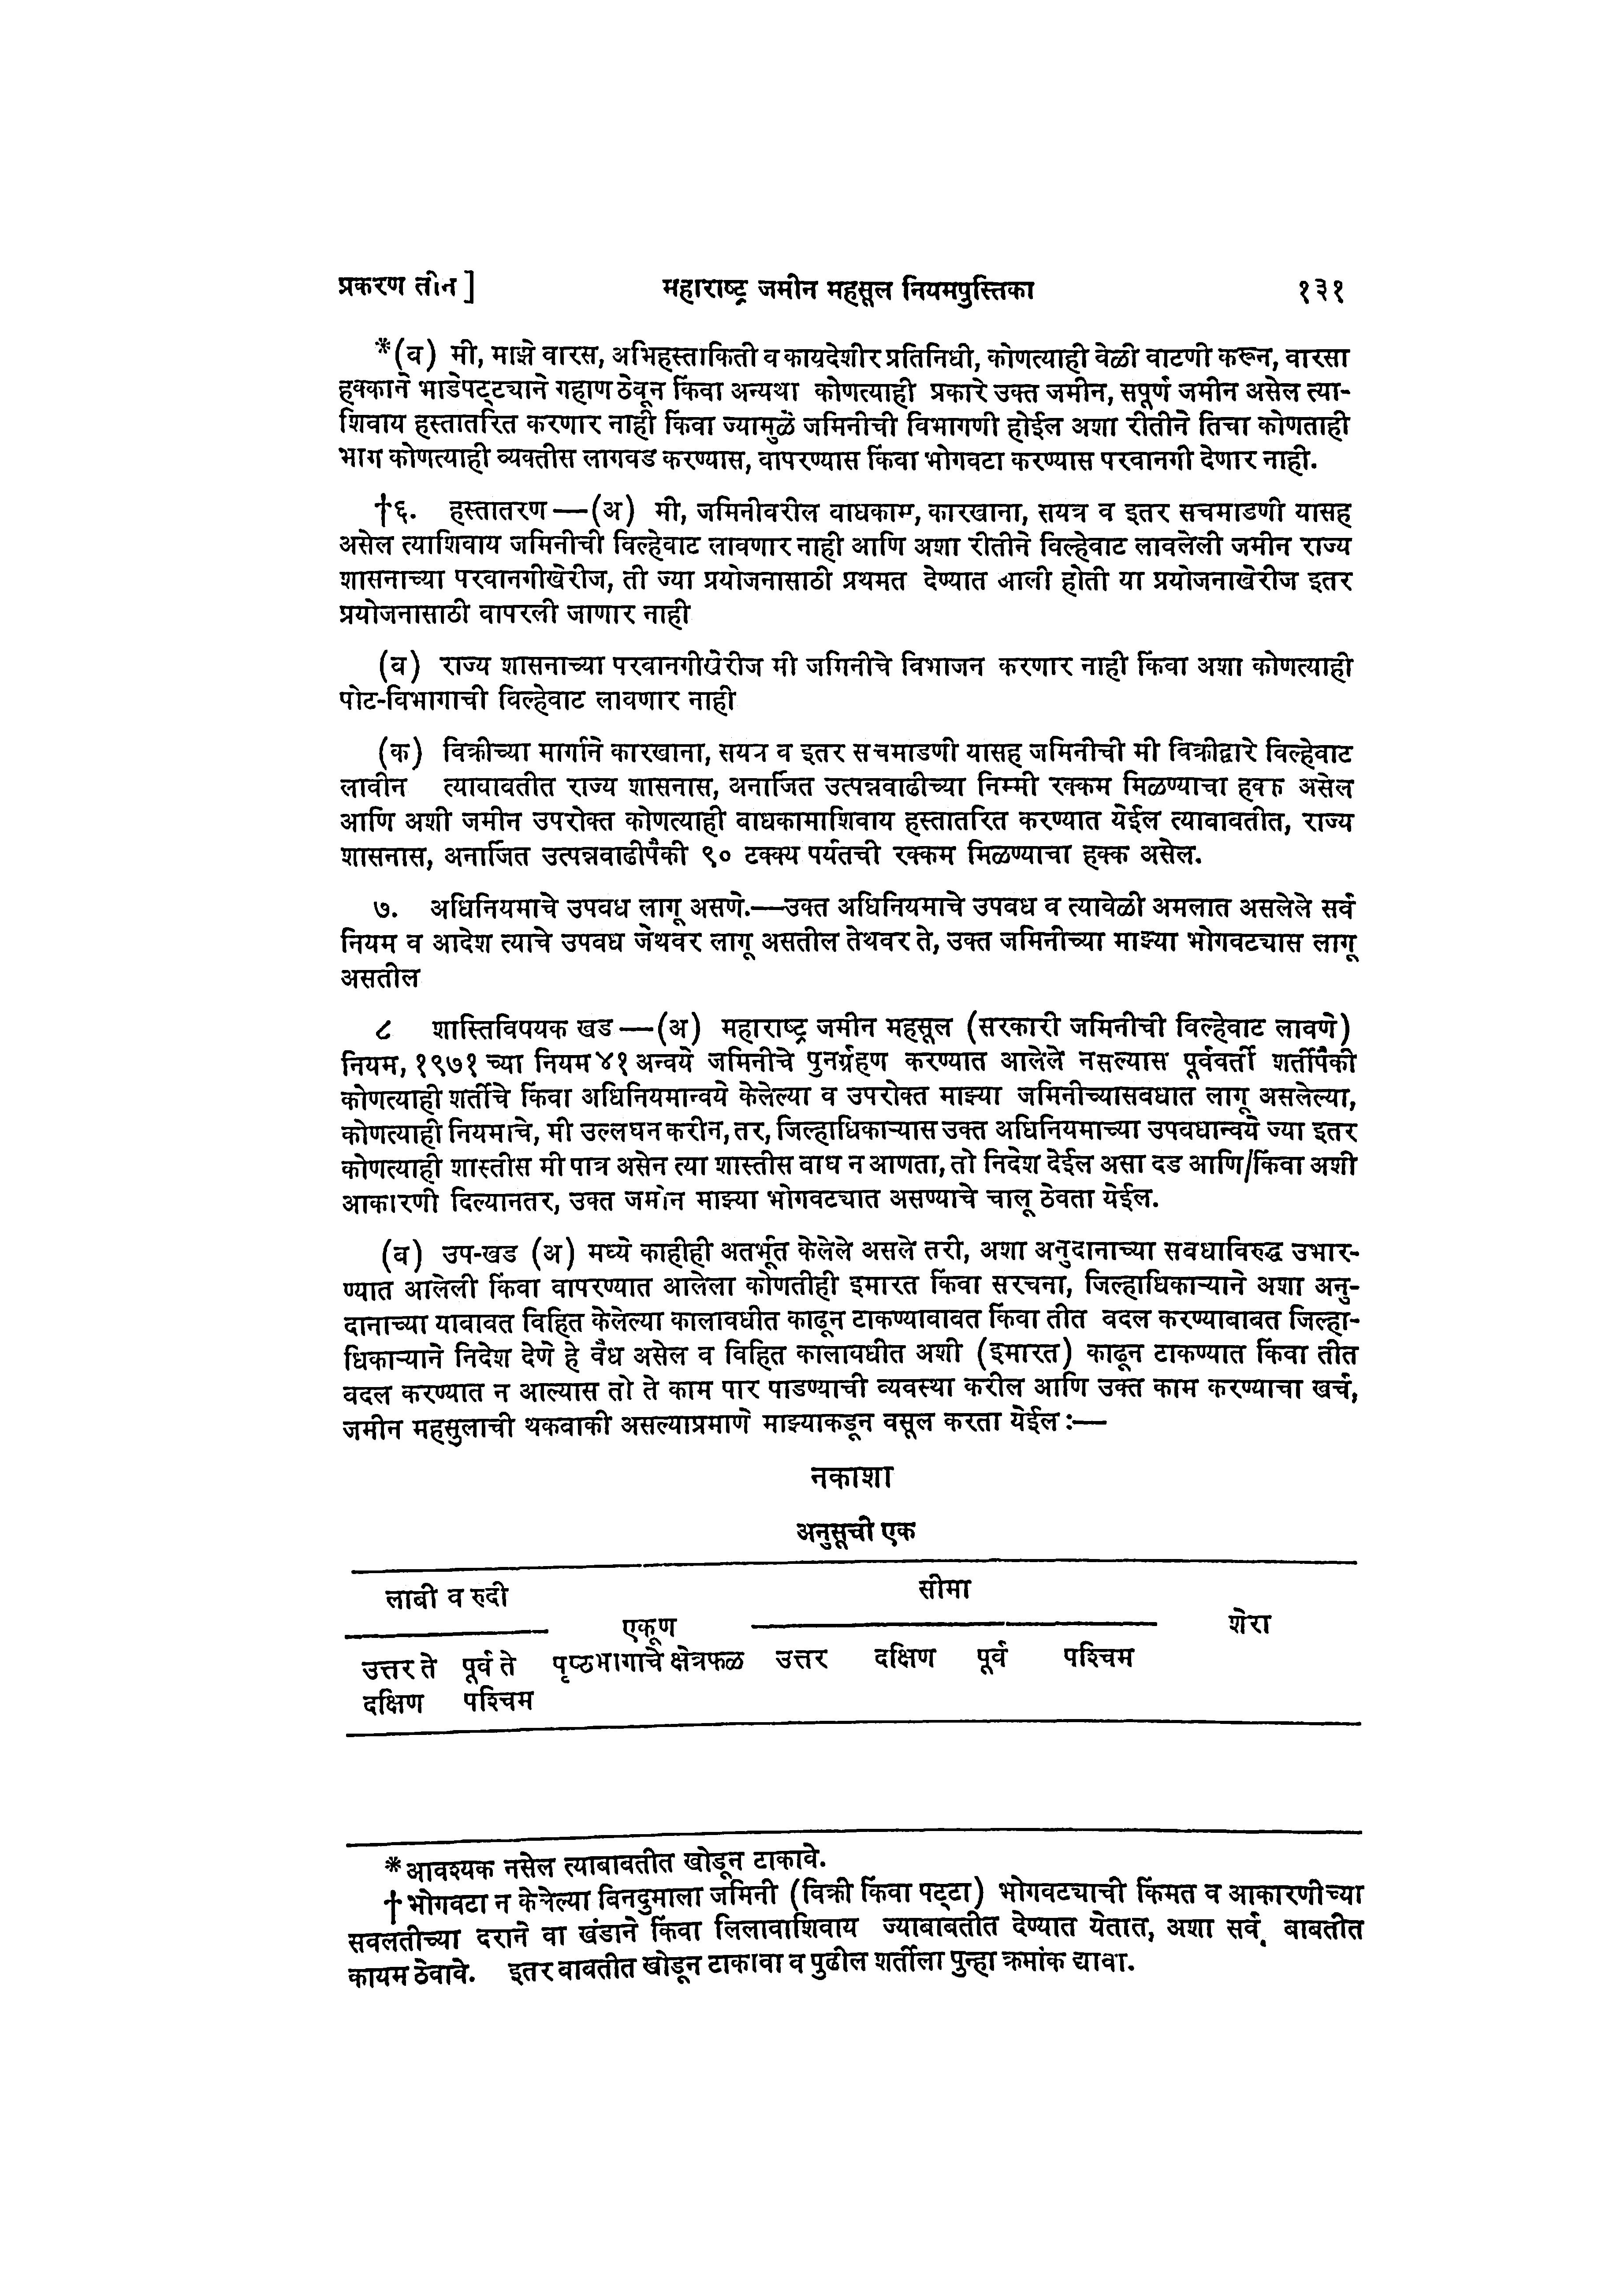 प्रकरण तीन ] महाराष्ट्र जमीन महसूल नियमपुस्तिका १३१
*(ब) मी, माझे वारस, अभिहस्ताकिती व कायदेशीर प्रतिनिधी, कोणत्याही वेळी वाटणी करून, वारसा
हक्काने भाडेपट्ट्याने गहाण ठेवून किंवा अन्यथा कोणत्याही प्रकारे उक्त जमीन, सपूर्ण जमीन असेल त्या-
शिवाय हस्तातरित करणार नाही किंवा ज्यामुळे जमिनीची विभागणी होईल अशा रीतीने तिचा कोणताही
भाग कोणत्याही व्यक्तीस लागवड करण्यास, वापरण्यास किंवा भोगवटा करण्यास परवानगी देणार नाही.
†६. हस्तातरण—(अ) मी, जमिनीवरील बाधकाम, कारखाना, सयत्र व इतर सचमाडणी यासह
असेल त्याशिवाय जमिनीची विल्हेवाट लावणार नाही आणि अशा रीतीने विल्हेवाट लावलेली जमीन राज्य
शासनाच्या परवानगीखेरीज, ती ज्या प्रयोजनासाठी प्रथमत देण्यात आली होती या प्रयोजनाखेरीज इतर
प्रयोजनासाठी वापरली जाणार नाही
(ब) राज्य शासनाच्या परवानगीखेरीज मी जमिनीचे विभाजन करणार नाही किंवा अशा कोणत्याही
पोट-विभागाची विल्हेवाट लावणार नाही
(क) विक्रीच्या मार्गाने कारखाना, सयत्र व इतर सचमाडणी यासह जमिनीची मी विक्रीद्वारे विल्हेवाट
लावीन त्याबाबतीत राज्य शासनास, अनार्जित उत्पन्नवाढीच्या निम्मी रक्कम मिळण्याचा हक्क असेल
आणि अशी जमीन उपरोक्त कोणत्याही बाधकामाशिवाय हस्तातरित करण्यात येईल त्याबाबतीत, राज्य
शासनास, अनार्जित उत्पन्नवाढीपैकी ९० टक्क्य पर्यंतची रक्कम मिळण्याचा हक्क असेल.
७. अधिनियमाचे उपबध लागू असणे.—उक्त अधिनियमाचे उपबध व त्यावेळी अमलात असलेले सर्व
नियम व आदेश त्याचे उपबध जेथवर लागू असतील तेथवर ते, उक्त जमिनीच्या माझ्या भोगवट्यास लागू
असतील
८ शास्तिविषयक खड—(अ) महाराष्ट्र जमीन महसूल (सरकारी जमिनीची विल्हेवाट लावणे)
नियम, १९७१ च्या नियम ४१ अन्वये जमिनीचे पुनर्ग्रहण करण्यात आलेले नसल्यास पूर्ववर्ती शर्तींपैकी
कोणत्याही शर्तीचे किंवा अधिनियमान्वये केलेल्या व उपरोक्त माझ्या जमिनीच्यासबधात लागू असलेल्या,
कोणत्याही नियमाचे, मी उल्लघन करीन, तर, जिल्हाधिकाऱ्यास उक्त अधिनियमाच्या उपबधान्वये ज्या इतर
कोणत्याही शास्तीस मी पात्र असेन त्या शास्तीस बाध न आणता, तो निदेश देईल असा दड आणि/किंवा अशी
आकारणी दिल्यानतर, उक्त जमीन माझ्या भोगवट्यात असण्याचे चालू ठेवता येईल.
(ब) उप-खड (अ) मध्ये काहीही अतर्भूत केलेले असले तरी, अशा अनुदानाच्या सबधाविरुद्ध उभार-
ण्यात आलेली किंवा वापरण्यात आलेला कोणतीही इमारत किंवा सरचना, जिल्हाधिकाऱ्याने अशा अनु-
दानाच्या याबाबत विहित केलेल्या कालावधीत काढून टाकण्याबाबत किंवा तीत बदल करण्याबाबत जिल्हा-
धिकाऱ्याने निदेश देणे हे वैध असेल व विहित कालायधीत अशी (इमारत) काढून टाकण्यात किंवा तीत
बदल करण्यात न आल्यास तो ते काम पार पाडण्याची व्यवस्था करील आणि उक्त काम करण्याचा खर्च,
जमीन महसुलाची थकबाकी असल्याप्रमाणे माझ्याकडून वसूल करता येईल :—
नकाशा
अनुसूची एक
लाबी व रुदी सीमा
एकूण शेरा
उत्तर ते पूर्व ते पृष्ठभागाचे क्षेत्रफळ उत्तर दक्षिण पूर्व पश्चिम
दक्षिण पश्चिम
*आवश्यक नसेल त्याबाबतीत खोडून टाकावे.
†भोगवटा न केलेल्या बिनदुमाला जमिनी (विक्री किंवा पट्टा) भोगवट्याची किंमत व आकारणीच्या
सवलतीच्या दराने वा खंडाने किंवा लिलावाशिवाय ज्याबाबतीत देण्यात येतात, अशा सर्व बाबतीत
कायम ठेवावे. इतर बाबतीत खोडून टाकावा व पुढील शर्तीला पुन्हा क्रमांक द्यावा.